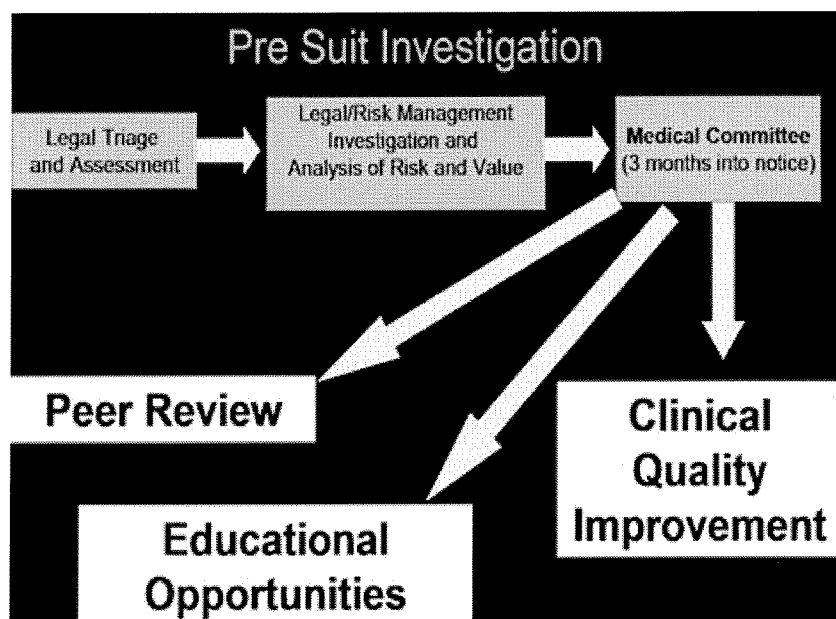 Pre Suit Investigation
Legal Triage
and Assessment
Legal/Risk Management
Investigation and
Analysis of Risk and Value
Medical Committee
(3 months into notice)
Peer Review
Educational
Opportunities
Clinical
Quality
Improvement